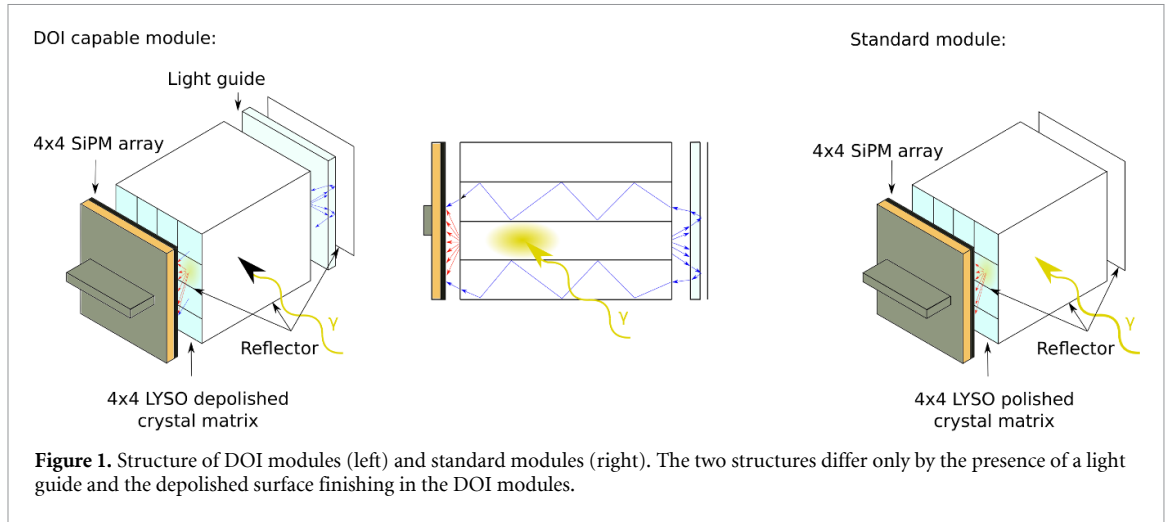 DOI capable module:
Light guide
4x4 SiPM array
γ
Reflector
4x4 LYSO depolished
crystal matrix
γ
Standard module:
4x4 SiPM array
γ
Reflector
4x4 LYSO polished
crystal matrix
Figure 1. Structure of DOI modules (left) and standard modules (right). The two structures differ only by the presence of a light
guide and the depolished surface finishing in the DOI modules.